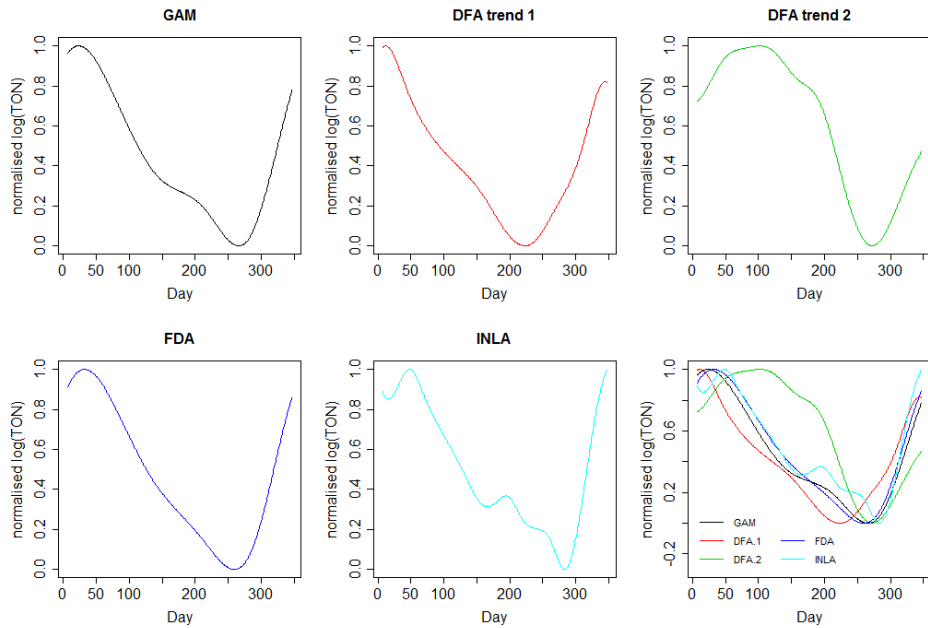 GAM
normalised log(TON)
0.0 0.2 0.4 0.6 0.8 1.0
0 50 100 200 300
Day
DFA trend 1
normalised log(TON)
0.0 0.2 0.4 0.6 0.8 1.0
0 50 100 200 300
Day
DFA trend 2
normalised log(TON)
0.0 0.2 0.4 0.6 0.8 1.0
0 50 100 200 300
Day
FDA
normalised log(TON)
0.0 0.2 0.4 0.6 0.8 1.0
0 50 100 200 300
Day
INLA
normalised log(TON)
0.0 0.2 0.4 0.6 0.8 1.0
0 50 100 200 300
Day
normalised log(TON)
-0.2 0.2 0.6 1.0
GAM
DFA.1 FDA
DFA.2 INLA
0 50 100 200 300
Day